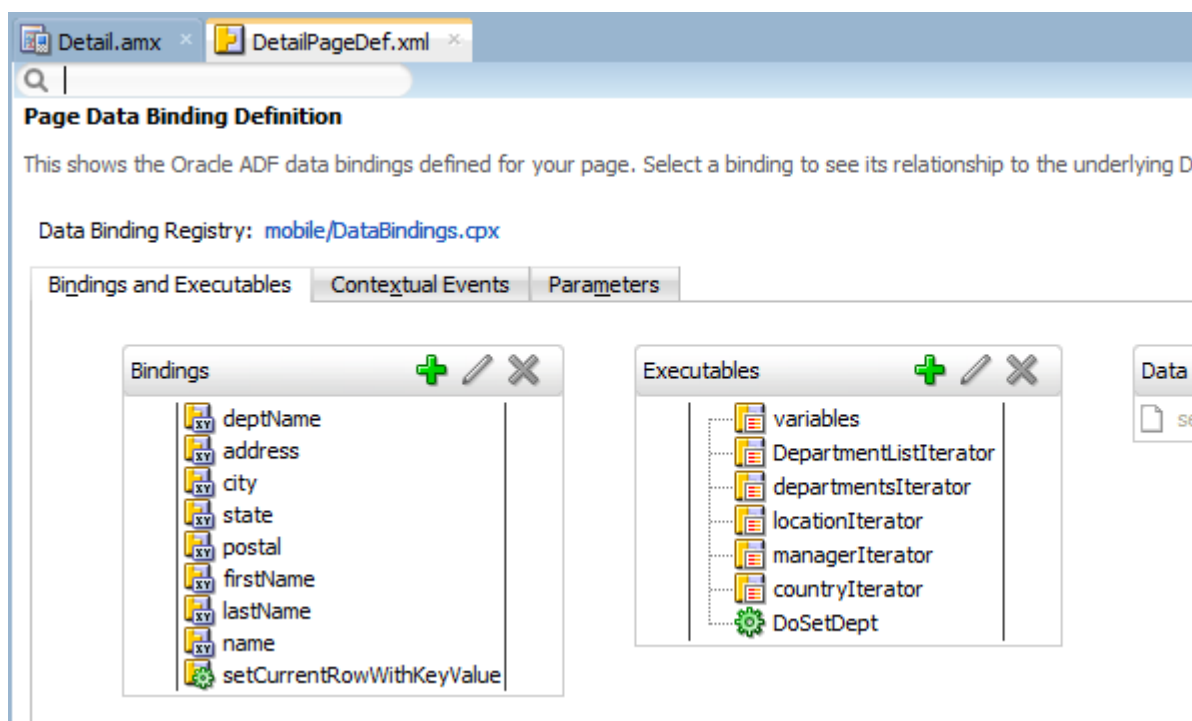 Detail.amx
DetailPageDef.xml
Page Data Binding Definition
This shows the Oracle ADF data bindings defined for your page. Select a binding to see its relationship to the underlying D
Data Binding Registry: mobile/DataBindings.cpx
Bindings and Executables Contextual Events Parameters
Bindings
deptName
address
city
state
postal
firstName
lastName
name
setCurrentRowWithKeyValue
Executables
variables
DepartmentListIterator
departmentsIterator
locationIterator
managerIterator
countryIterator
DoSetDept
Data
se